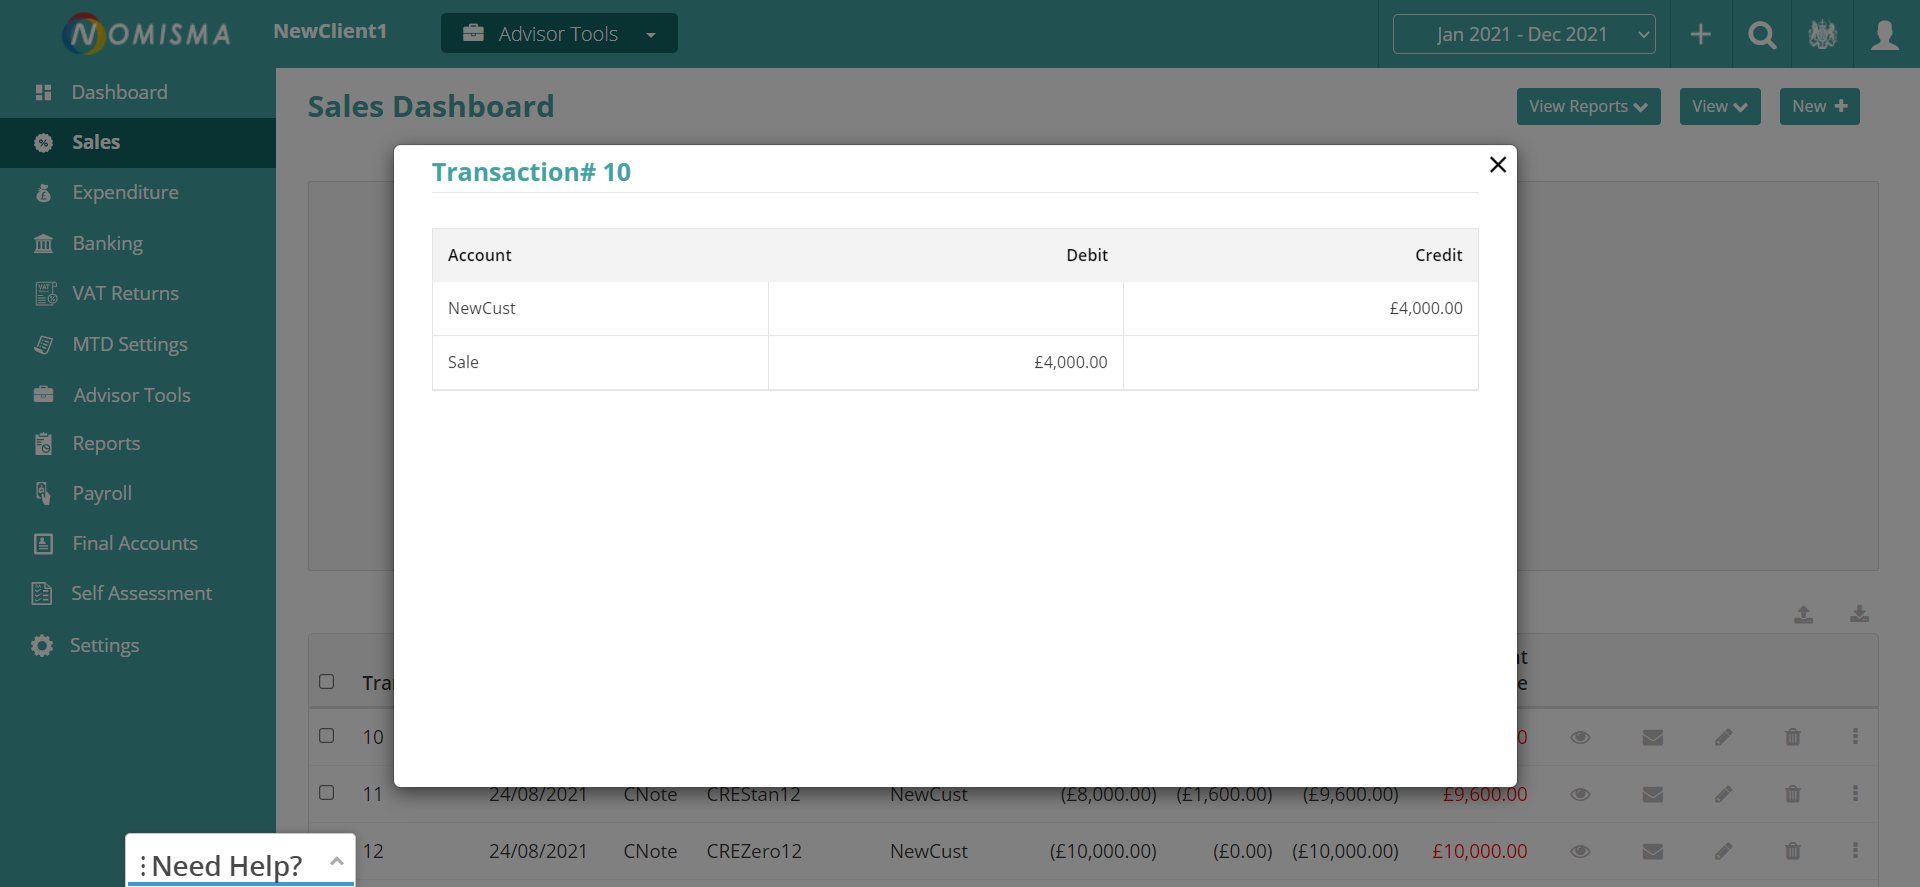 NOMISMA NewClient1 Advisor Tools Jan 2021 - Dec 2021
Dashboard
Sales
Expenditure
Banking
VAT Returns
MTD Settings
Advisor Tools
Reports
Payroll
Final Accounts
Self Assessment
Settings
Sales Dashboard View Reports View New
Transaction# 10
Account Debit Credit
NewCust £4,000.00
Sale £4,000.00
10
11 24/08/2021 CNote CREStan12 NewCust (£8,000.00) (£1,600.00) (£9,600.00) £9,600.00
12 24/08/2021 CNote CREZero12 NewCust (£10,000.00) (£0.00) (£10,000.00) £10,000.00
Need Help?